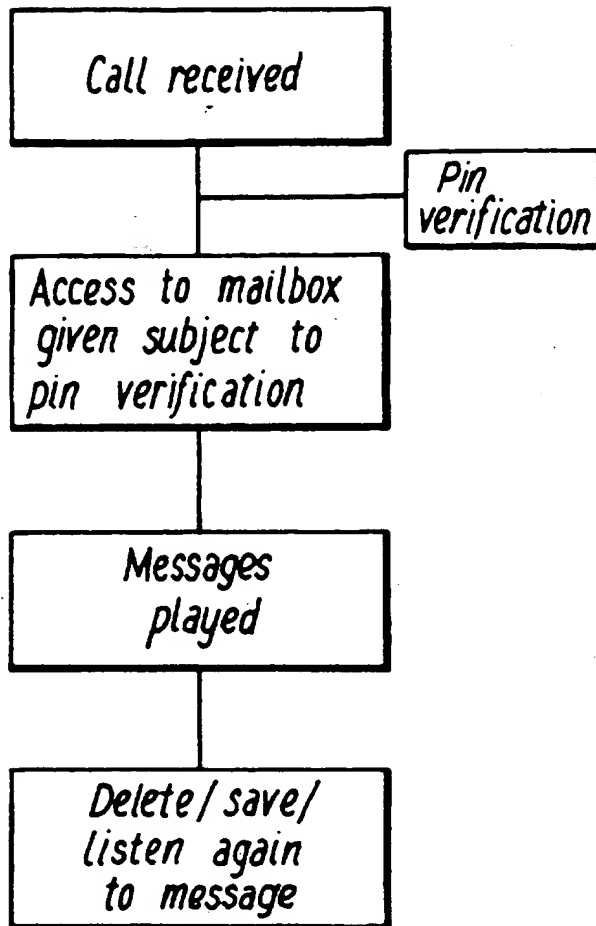 Call received
Pin
verification
Access to mailbox
given subject to
pin verification
Messages
played
Delete/save/
listen again
to message